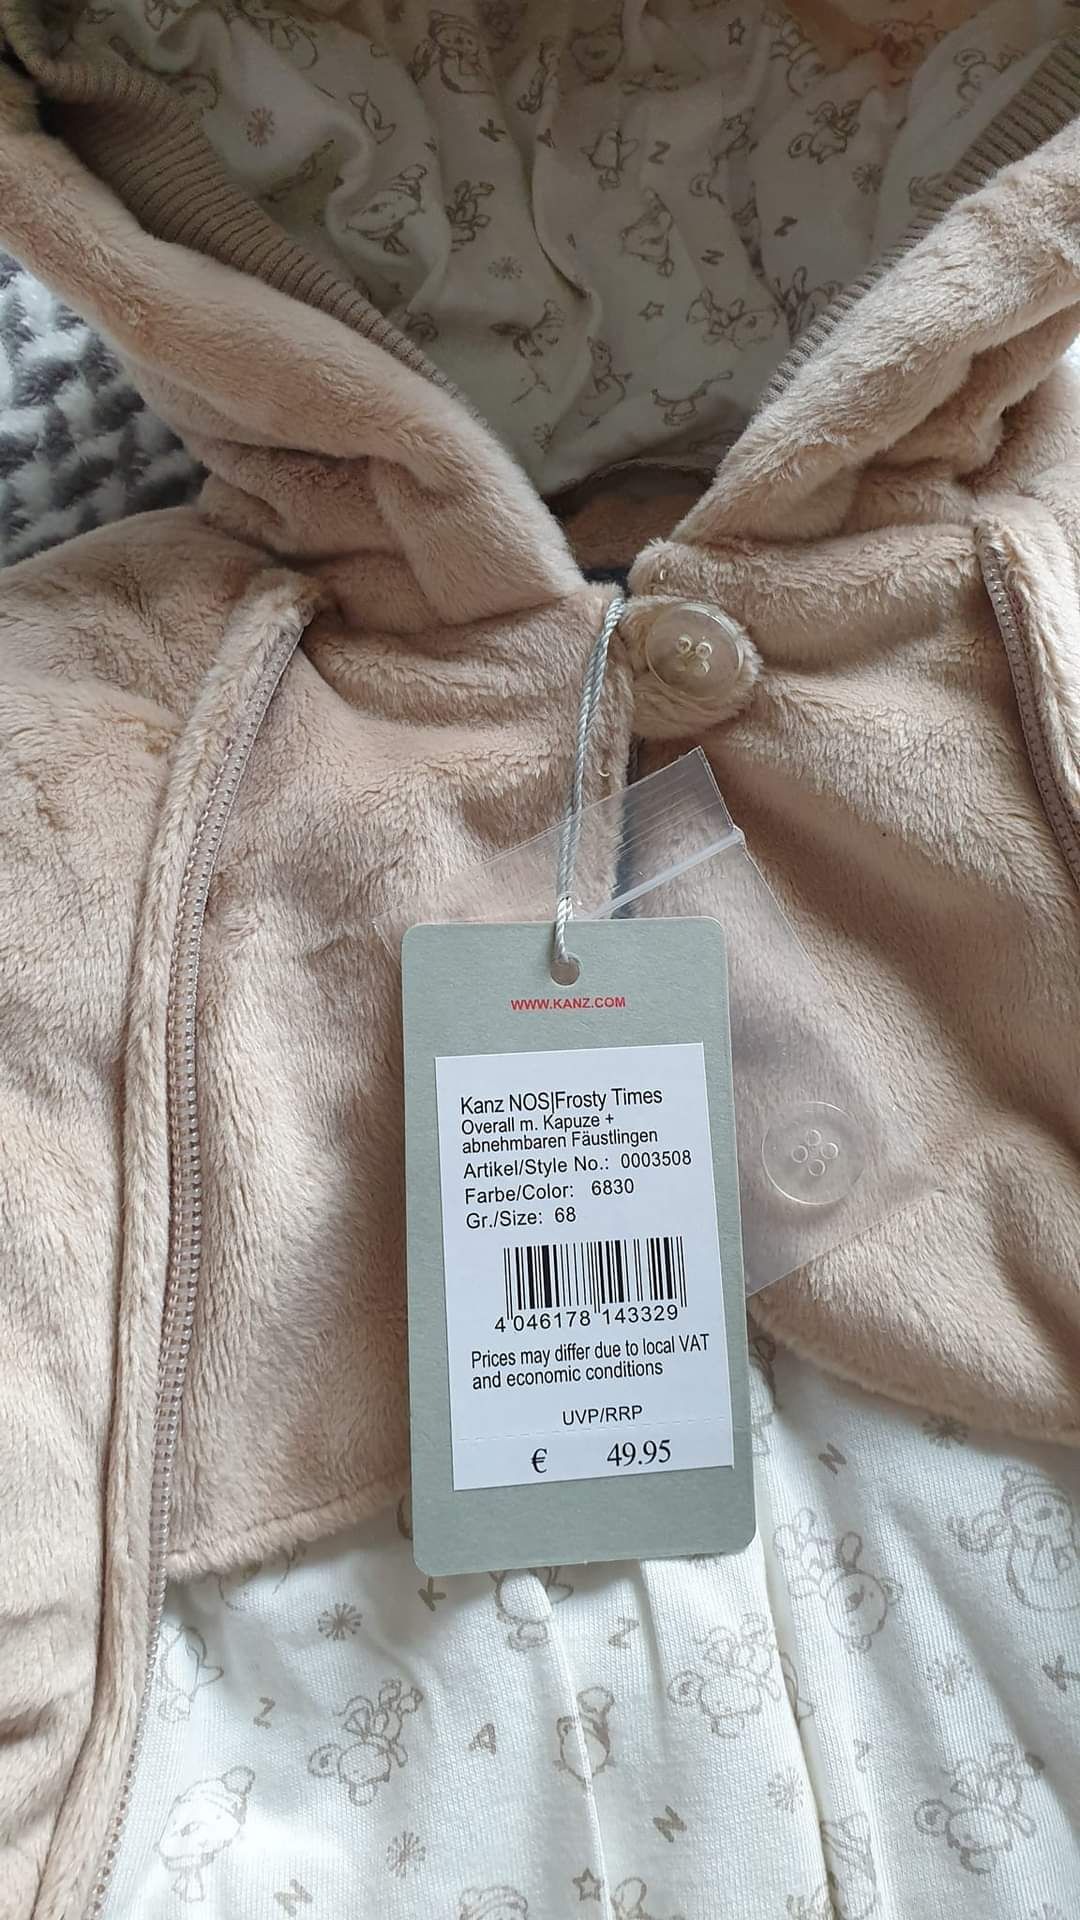 WWW.KANZ.COM
Kanz NOS|Frosty Times
Overall m. Kapuze +
abnehmbaren Fäustlingen
Artikel/Style No.: 0003508
Farbe/Color: 6830
Gr./Size: 68
4 046178 143329
Prices may differ due to local VAT
and economic conditions
UVP/RRP
€ 49.95